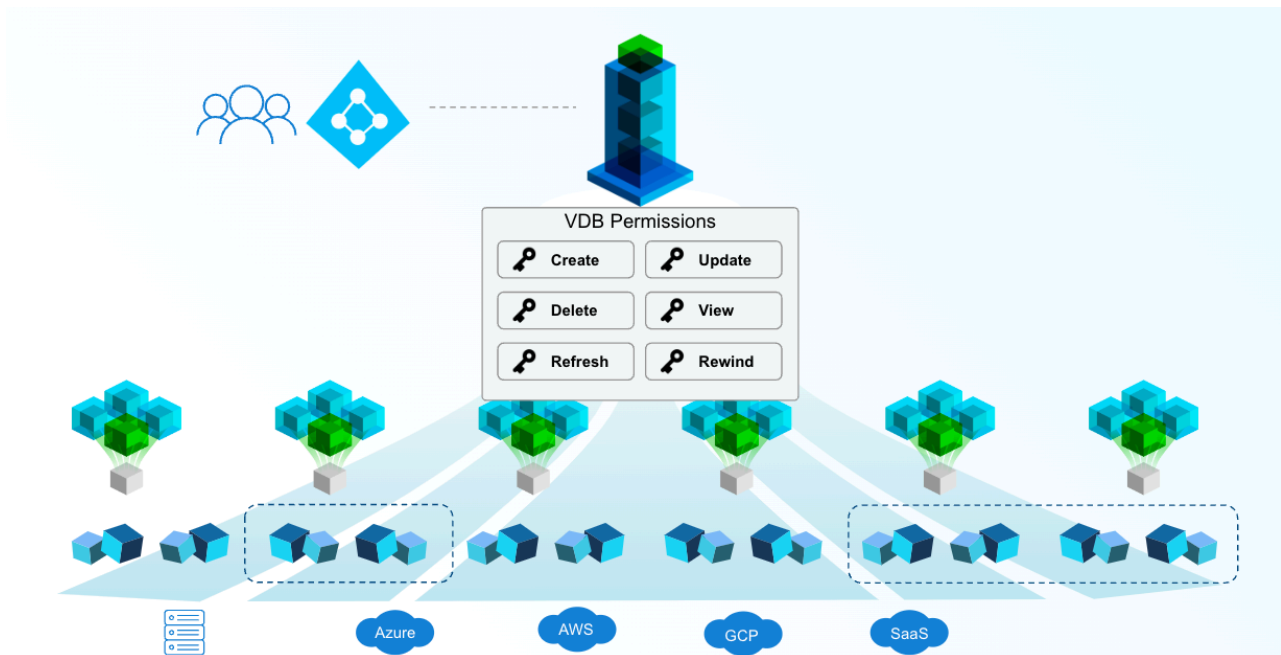 VDB Permissions
Create
Update
Delete
View
Refresh
Rewind
Azure
AWS
GCP
SaaS